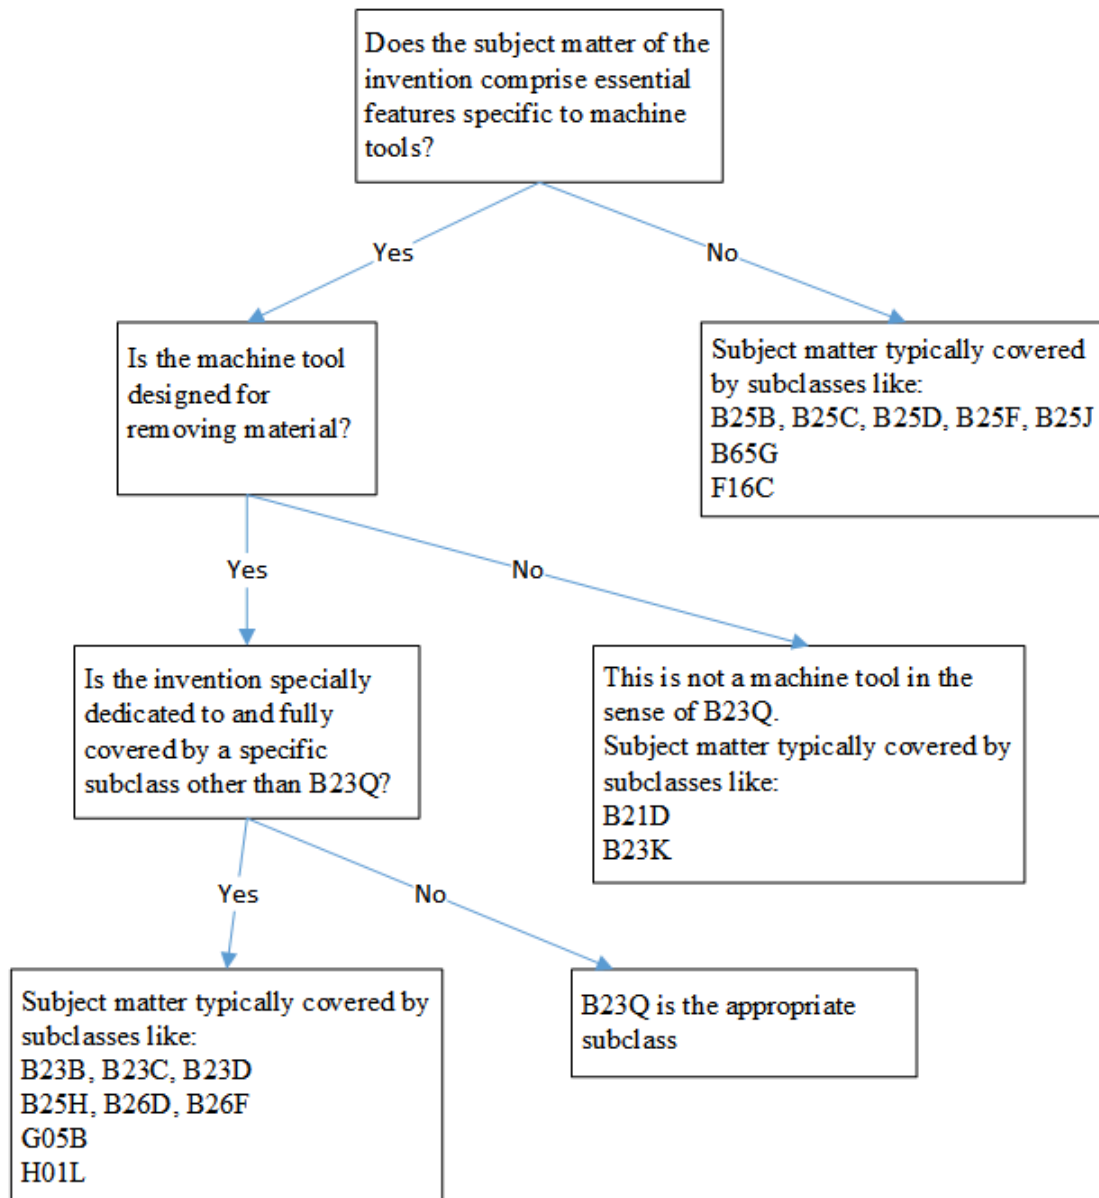 Does the subject matter of the
invention comprise essential
features specific to machine
tools?
Yes
No
Is the machine tool
designed for
removing material?
Subject matter typically covered
by subclasses like:
B25B, B25C, B25D, B25F, B25J
B65G
F16C
Yes
No
Is the invention specially
dedicated to and fully
covered by a specific
subclass other than B23Q?
This is not a machine tool in the
sense of B23Q.
Subject matter typically covered by
subclasses like:
B21D
B23K
Yes
No
Subject matter typically covered by
subclasses like:
B23B, B23C, B23D
B25H, B26D, B26F
G05B
H01L
B23Q is the appropriate
subclass